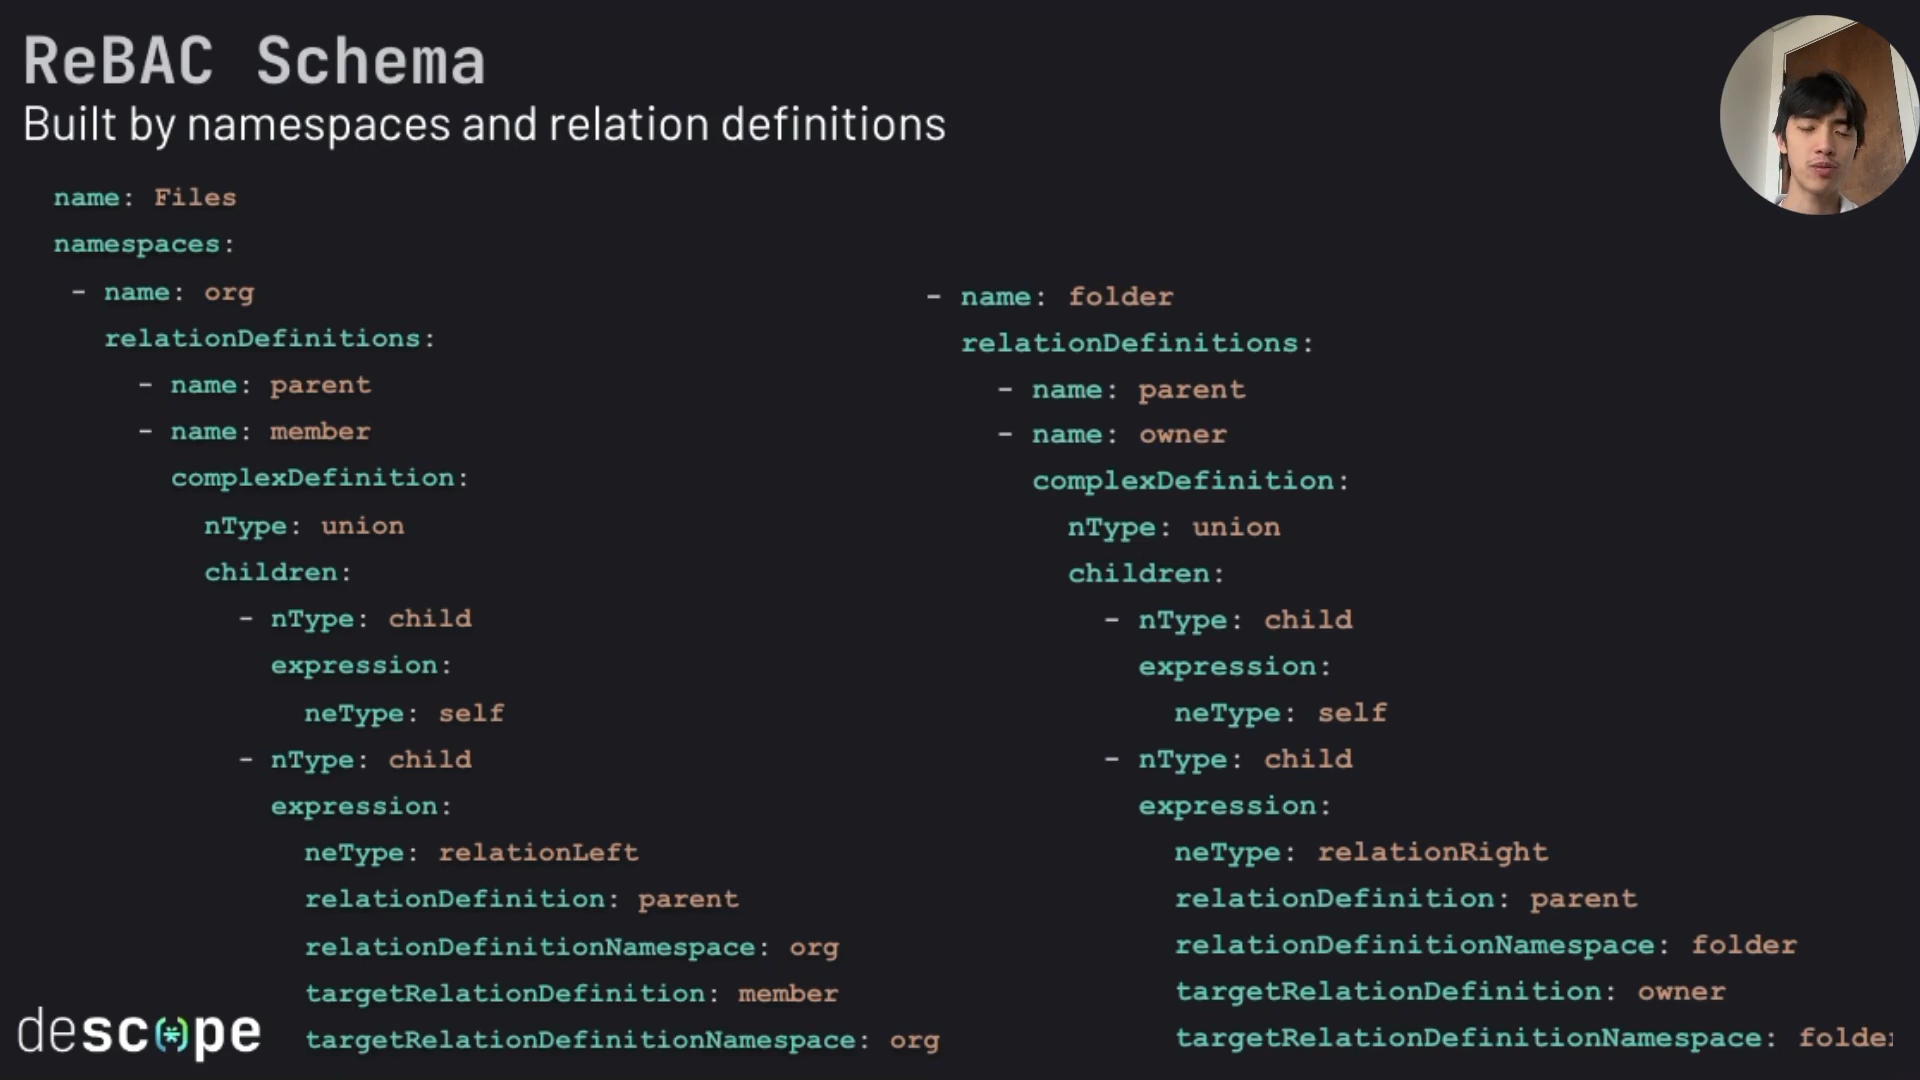 ReBAC Schema
Built by namespaces and relation definitions
name: Files
namespaces:
- name: org
relationDefinitions:
- name: parent
- name: member
complexDefinition:
nType: union
children:
- nType: child
expression:
neType: self
- nType: child
expression:
neType: relationLeft
relationDefinition: parent
relationDefinitionNamespace: org
targetRelationDefinition: member
targetRelationDefinitionNamespace: org
- name: folder
relationDefinitions:
- name: parent
- name: owner
complexDefinition:
nType: union
children:
- nType: child
expression:
neType: self
- nType: child
expression:
neType: relationRight
relationDefinition: parent
relationDefinitionNamespace: folder
targetRelationDefinition: owner
targetRelationDefinitionNamespace: folder
descope